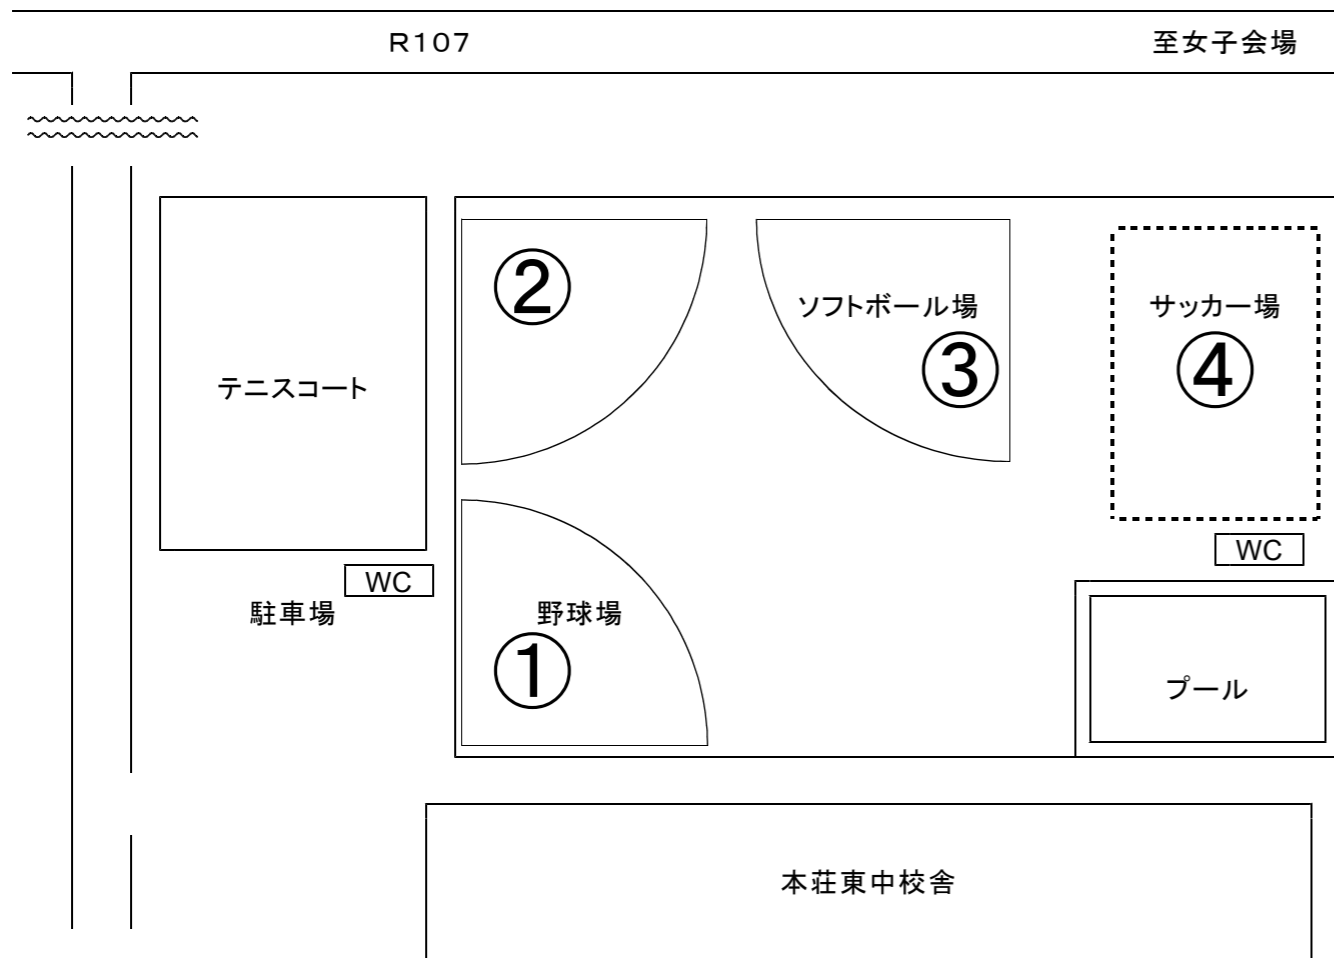 R107
至女子会場
②
ソフトボール場
③
サッカー場
④
テニスコート
WC
駐車場
野球場
①
WC
プール
本荘東中校舎